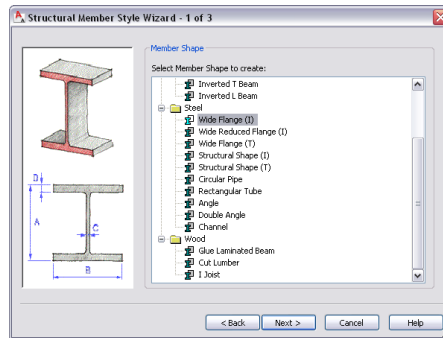 Structural Member Style Wizard - 1 of 3
Member Shape
Select Member Shape to create:
Inverted T Beam
Inverted L Beam
Steel
Wide Flange (I)
Wide Reduced Flange (I)
Wide Flange (T)
Structural Shape (I)
Structural Shape (T)
Circular Pipe
Rectangular Tube
Angle
Double Angle
Channel
Wood
Glue Laminated Beam
Cut Lumber
I Joist
D
A
C
B
< Back
Next >
Cancel
Help